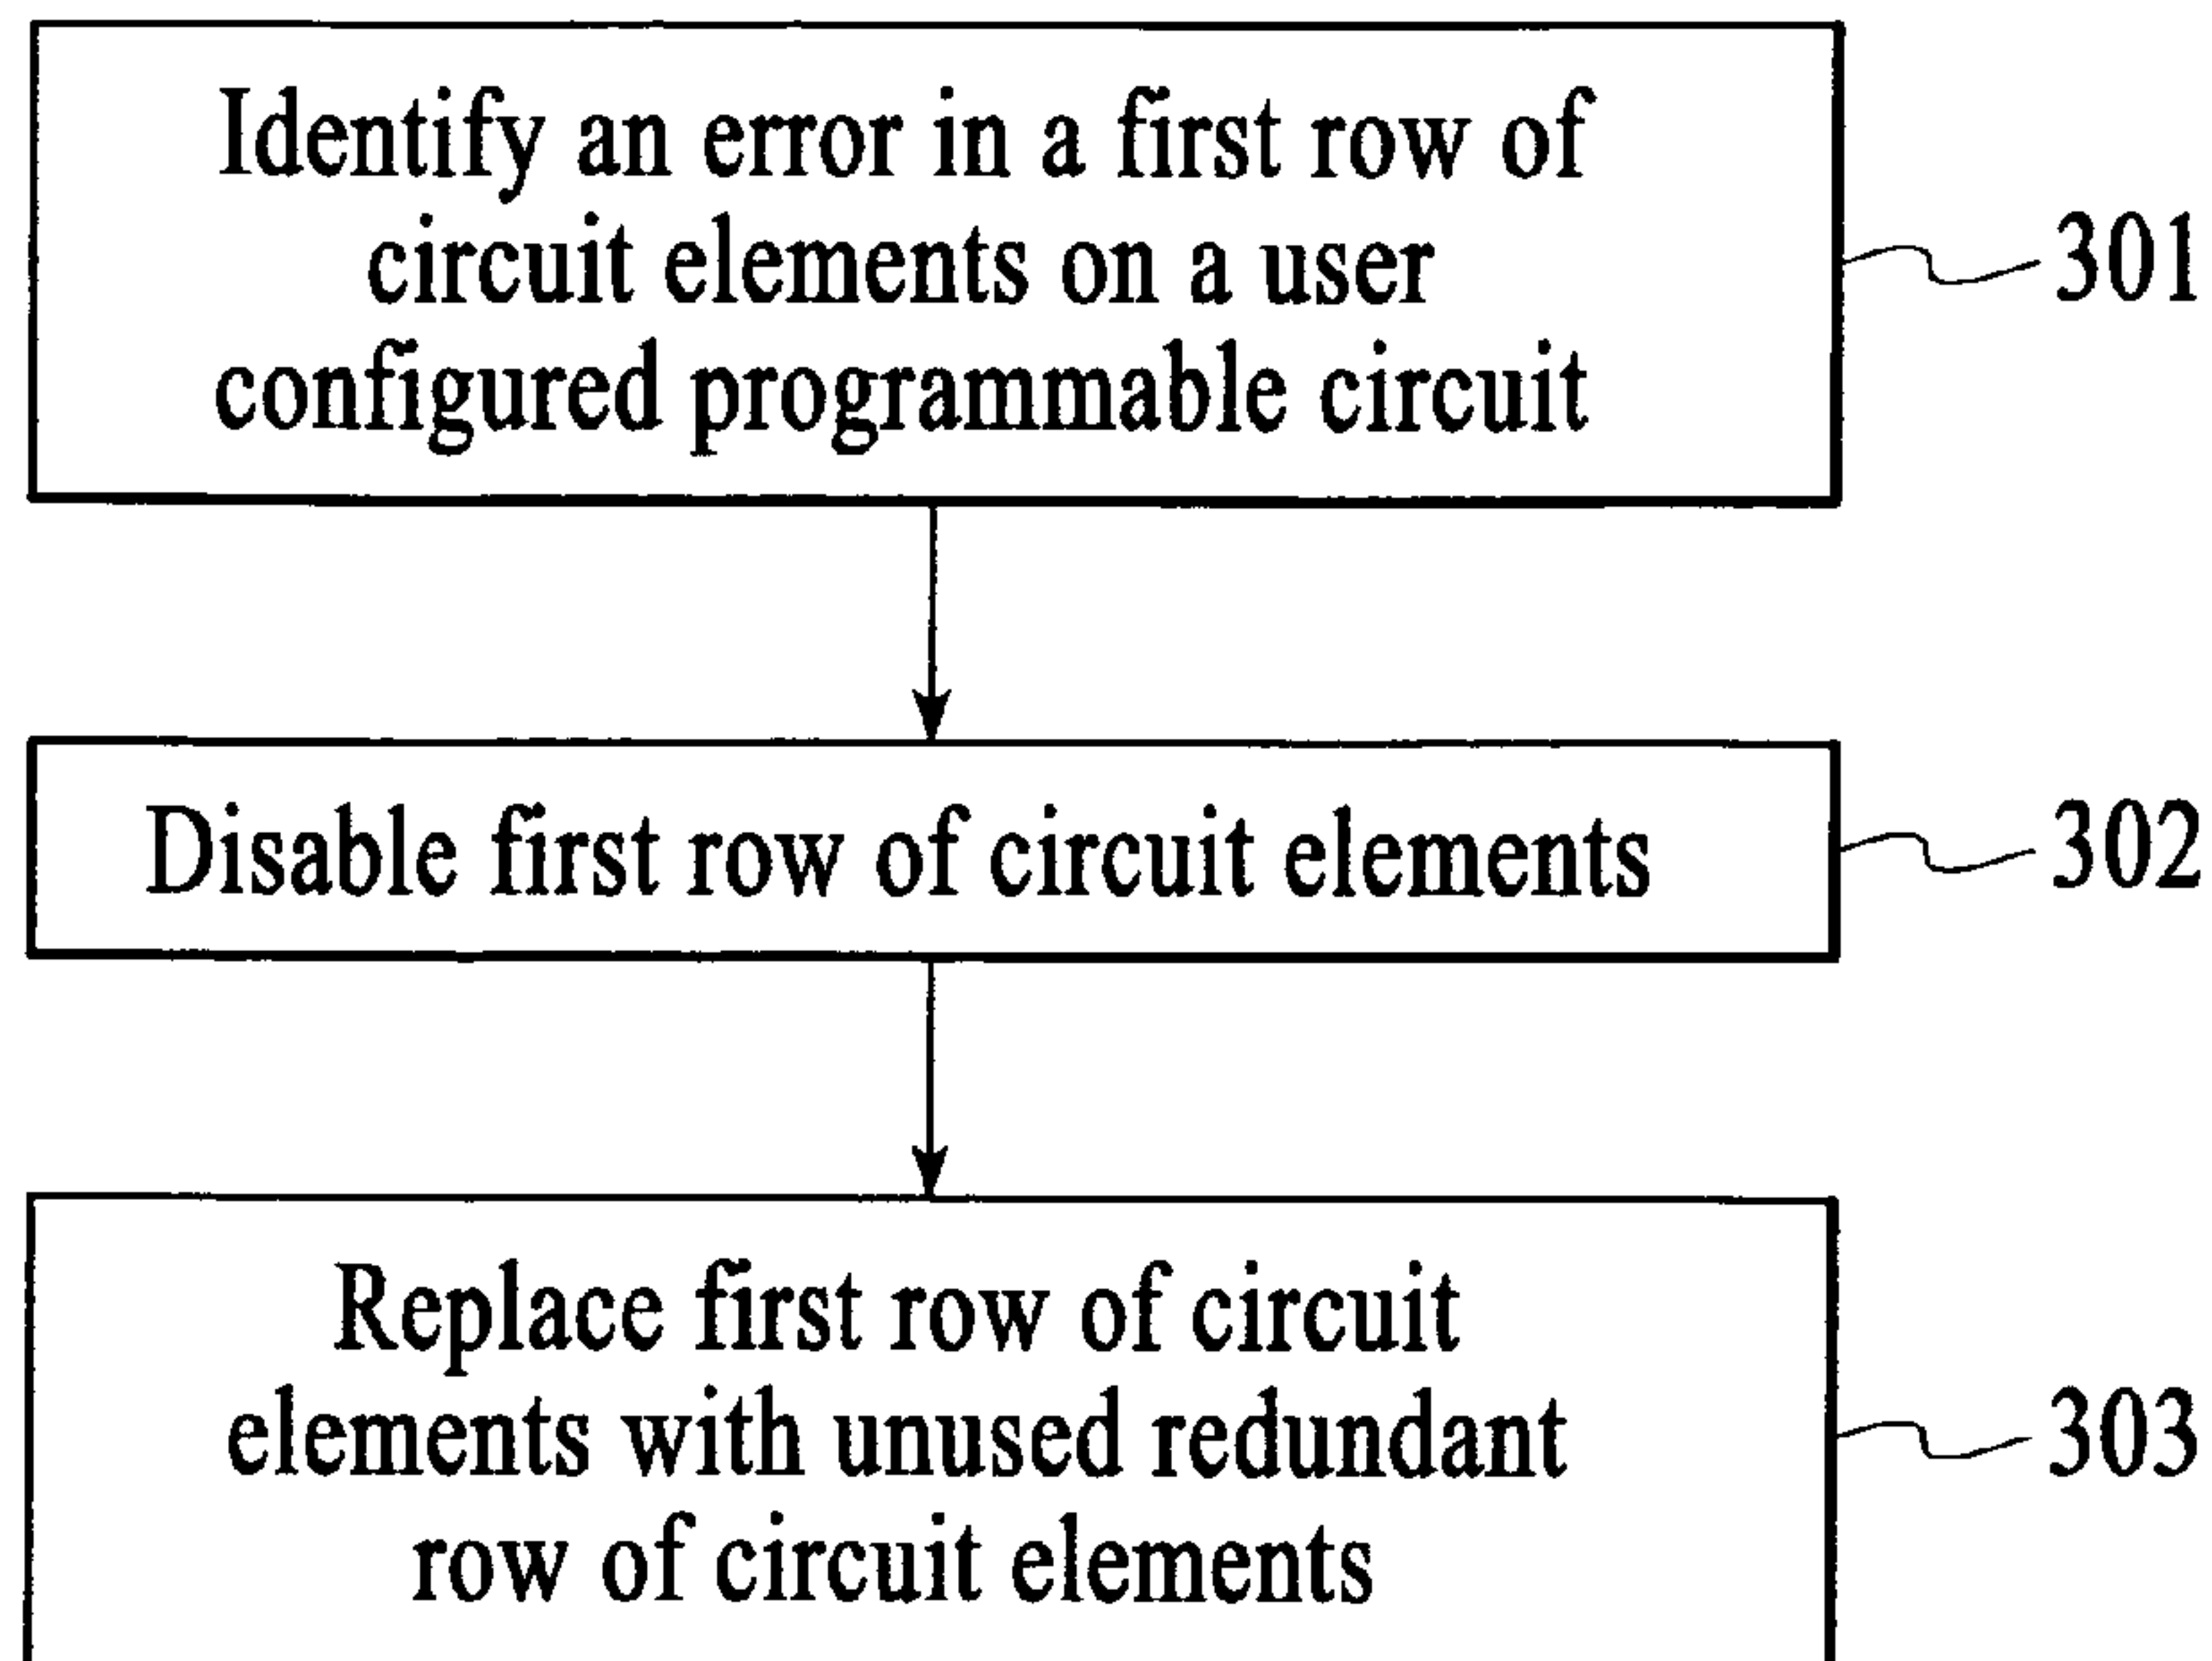 Identify an error in a first row of
circuit elements on a user
configured programmable circuit
301
Disable first row of circuit elements
302
Replace first row of circuit
elements with unused redundant
row of circuit elements
303